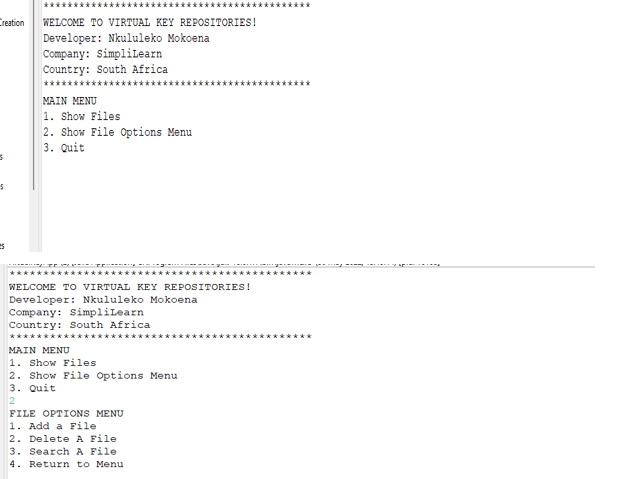 *********************************************
Creation
WELCOME TO VIRTUAL KEY REPOSITORIES!
Developer: Nkululeko Mokoena
Company: SimpliLearn
Country: South Africa
*********************************************
MAIN MENU
1. Show Files
2. Show File Options Menu
3. Quit
*********************************************
WELCOME TO VIRTUAL KEY REPOSITORIES!
Developer: Nkululeko Mokoena
Company: SimpliLearn
Country: South Africa
*********************************************
MAIN MENU
1. Show Files
2. Show File Options Menu
3. Quit
2
FILE OPTIONS MENU
1. Add a File
2. Delete A File
3. Search A File
4. Return to Menu